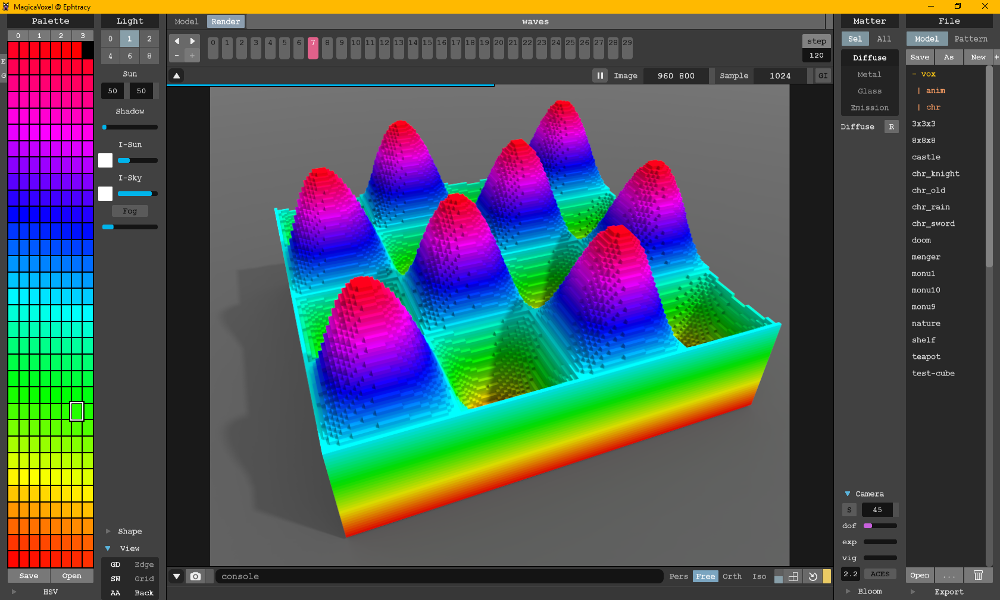 MagicaVoxel @ Ephtracy
Palette
0 1 2 3
Save Open
HSV
Light
0 1 2
4 6 8
Sun
50 50
Shadow
I-Sun
I-Sky
Fog
Shape
View
GD Edge
SW Grid
AA Back
Model Render waves
0 1 2 3 4 5 6 7 8 9 10 11 12 13 14 15 16 17 18 19 20 21 22 23 24 25 26 27 28 29
step
120
Image 960 800 Sample 1024 GI
console Pers Free Orth Iso
Matter
Sel All
Diffuse
Metal
Glass
Emission
Diffuse R
Camera
S 45
dof
exp
vig
2.2 ACES
Bloom
File
Model Pattern
Save As New +
- vox
| anim
| chr
3x3x3
8x8x8
castle
chr_knight
chr_old
chr_rain
chr_sword
doom
menger
monu1
monu10
monu9
nature
shelf
teapot
test-cube
Open ...
Export